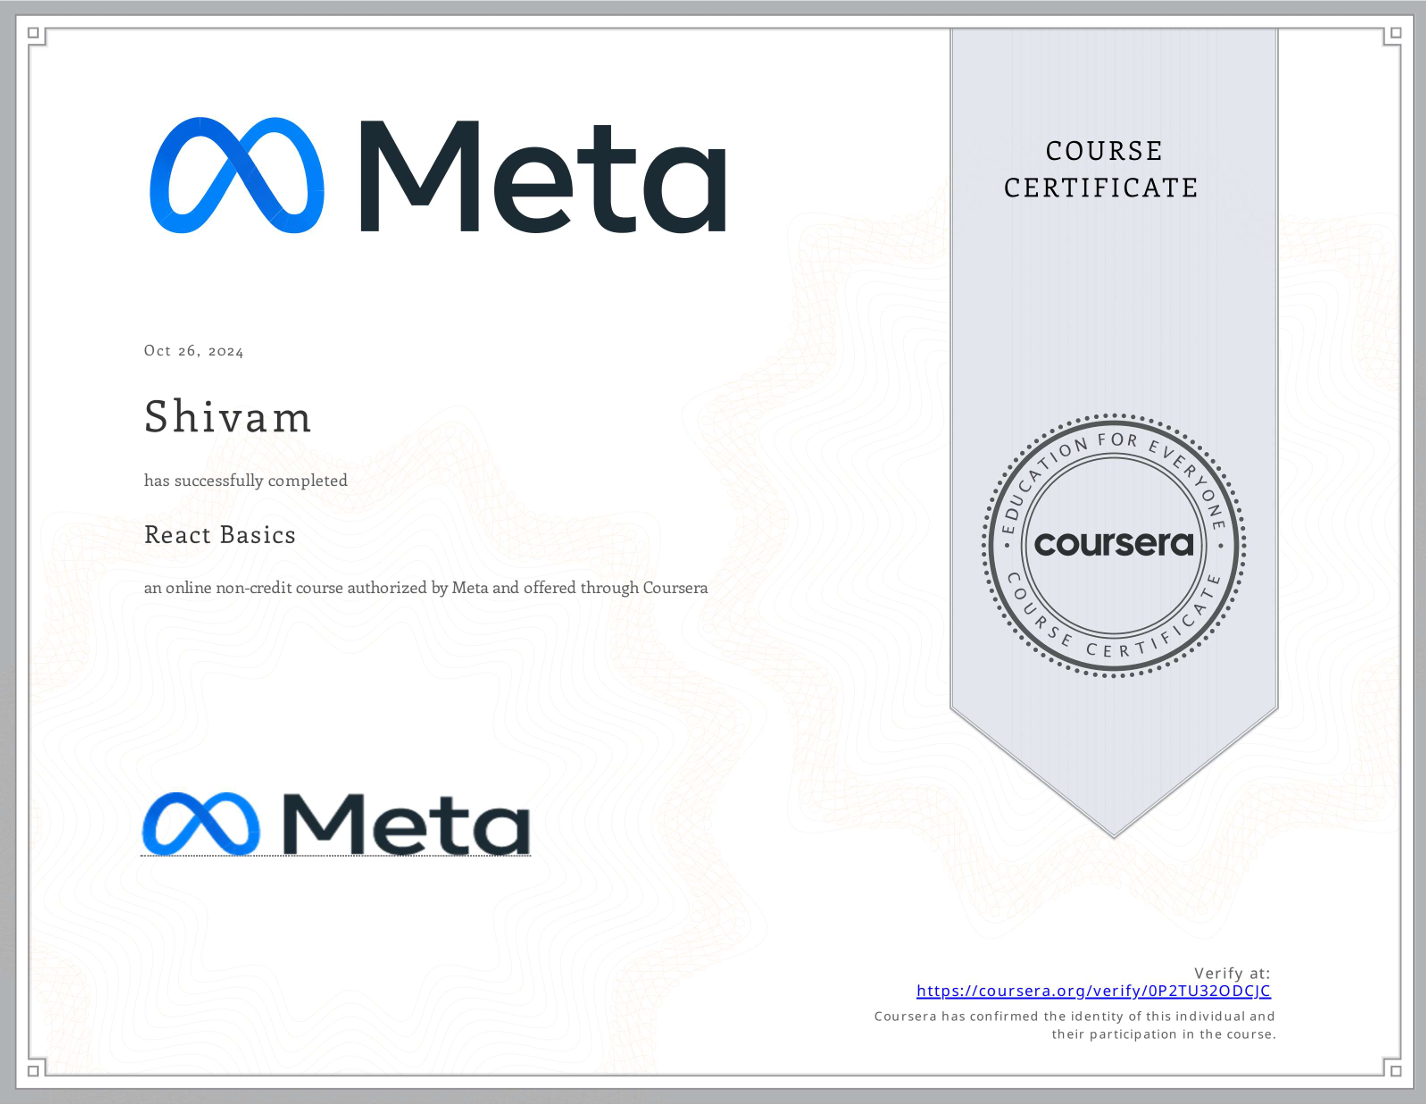 Meta
COURSE
CERTIFICATE
Oct 26, 2024
Shivam
has successfully completed
React Basics
an online non-credit course authorized by Meta and offered through Coursera
EDUCATION FOR EVERYONE
coursera
COURSE CERTIFICATE
Meta
Verify at:
https://coursera.org/verify/0P2TU32ODCJC
Coursera has confirmed the identity of this individual and
their participation in the course.